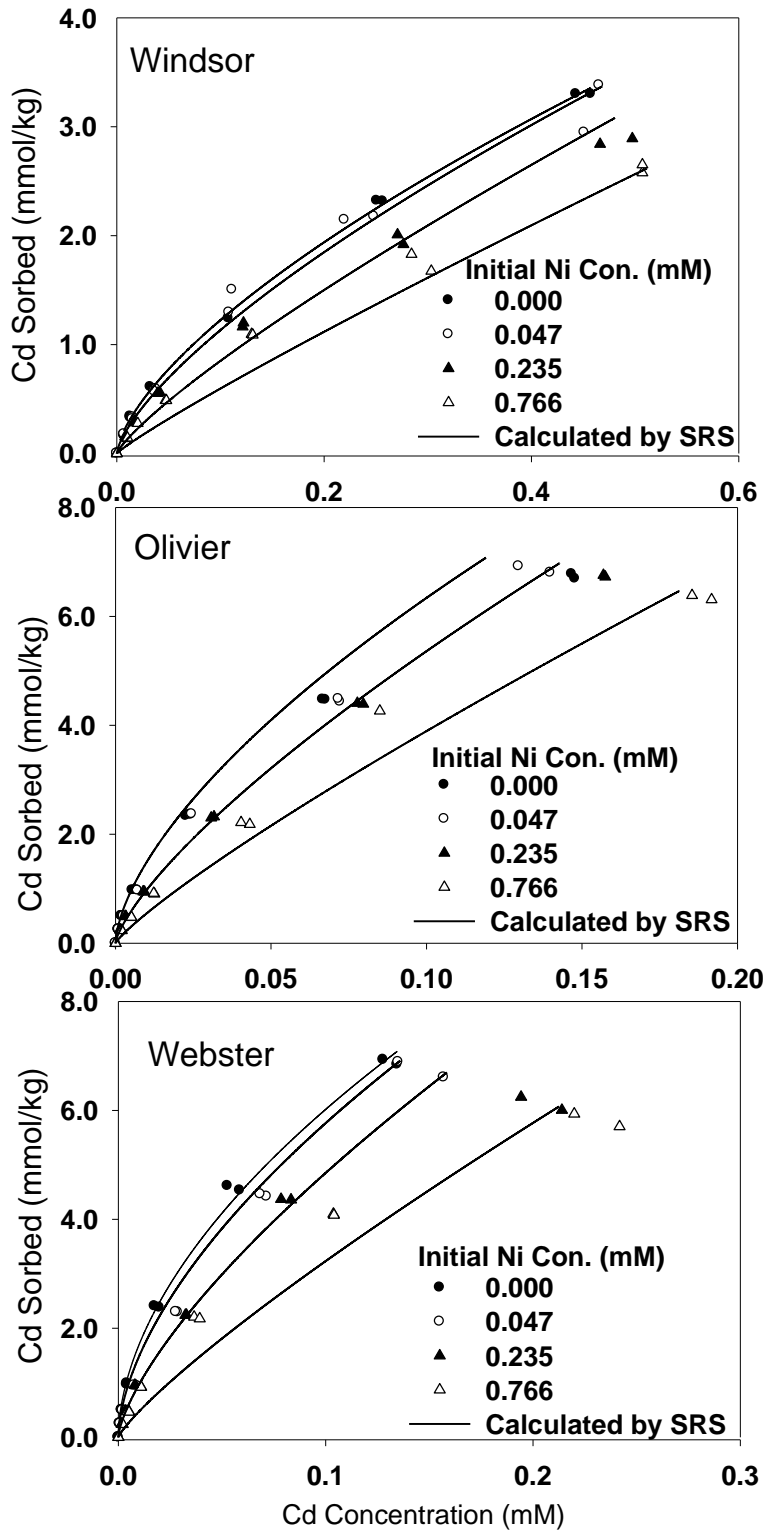 4.0
Windsor
3.0
Cd Sorbed (mmol/kg)
2.0
Initial Ni Con. (mM)
0.000
1.0
0.047
0.235
0.766
0.0
Calculated by SRS
0.0 0.2 0.4 0.6
8.0
Olivier
6.0
Cd Sorbed (mmol/kg)
4.0
Initial Ni Con. (mM)
0.000
2.0
0.047
0.235
0.766
0.0
Calculated by SRS
0.00 0.05 0.10 0.15 0.20
8.0
Webster
6.0
Cd Sorbed (mmol/kg)
4.0
Initial Ni Con. (mM)
0.000
2.0
0.047
0.235
0.766
0.0
Calculated by SRS
0.0 0.1 0.2 0.3
Cd Concentration (mM)